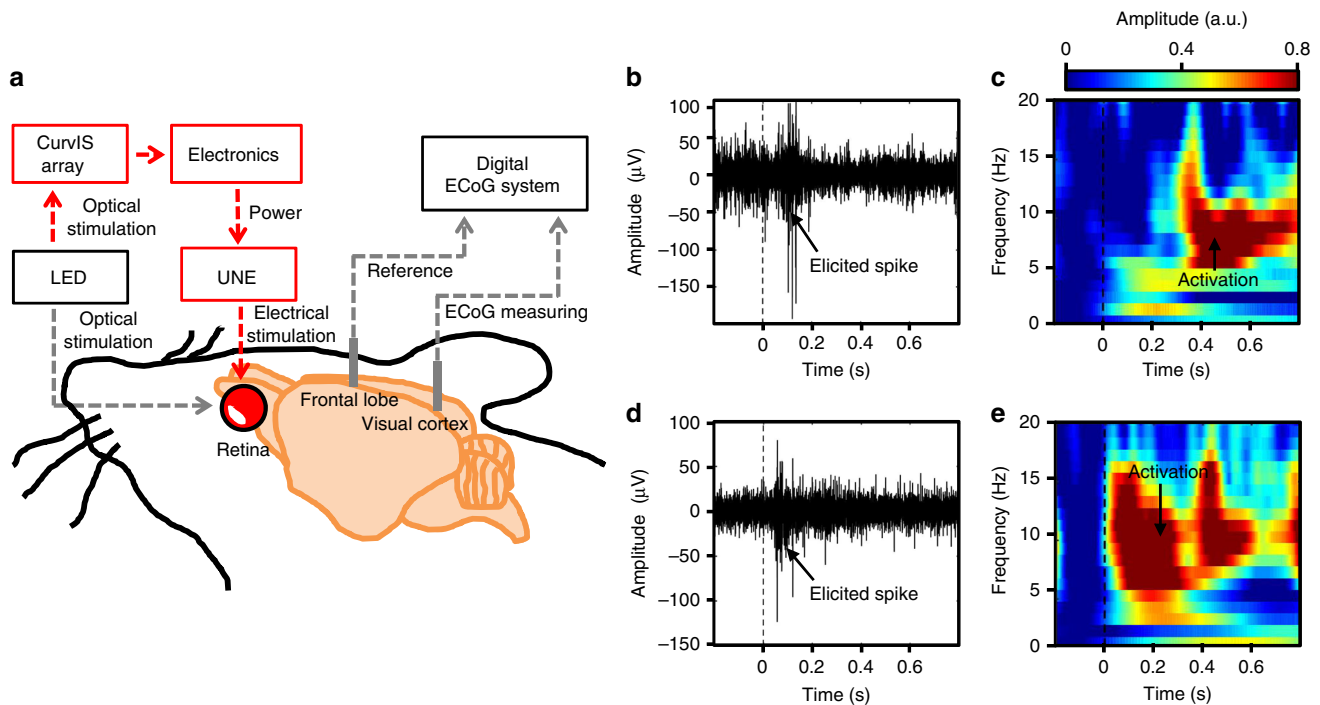 a
CurvIS
array
Electronics
Digital
ECoG system
Optical
stimulation
Power
LED
UNE
Reference
Optical
stimulation
Electrical
stimulation
ECoG measuring
Frontal lobe
Visual cortex
Retina
b
100
50
0
−50
−100
−150
Amplitude (μV)
Elicited spike
0
0.2
0.4
0.6
Time (s)
Amplitude (a.u.)
0
0.4
0.8
c
20
15
10
5
0
Frequency (Hz)
Activation
0
0.2
0.4
0.6
Time (s)
d
100
50
0
−50
−100
−150
Amplitude (μV)
Elicited spike
0
0.2
0.4
0.6
Time (s)
e
20
15
10
5
0
Frequency (Hz)
Activation
0
0.2
0.4
0.6
Time (s)